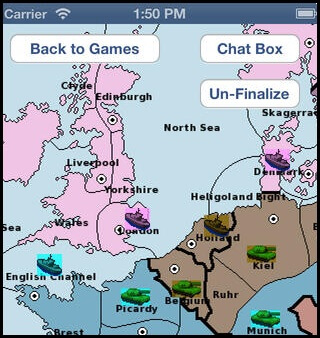 Carrier 1:50 PM
Back to Games Chat Box
Clyde
Edinburgh
Un-Finalize
Skagerra
North Sea
Liverpool
Denmark
Yorkshire
Heligoland Bight
Wales
Sea London Holland
English Channel Kiel
Belgium Ruhr
Picardy
Brest Munich